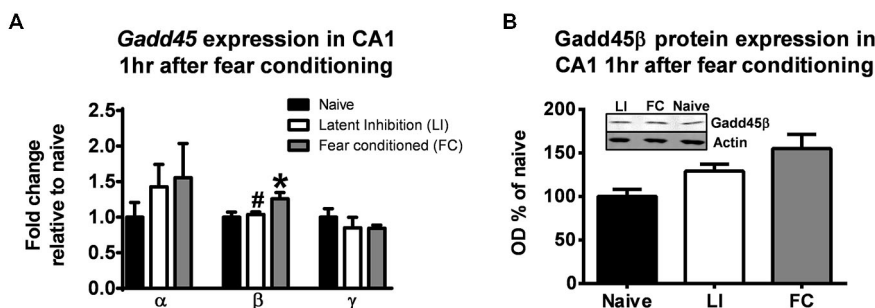 A
Gadd45 expression in CA1
1hr after fear conditioning
Fold change
relative to naive
2.5
2.0
1.5
1.0
0.5
0.0
Naive
Latent Inhibition (LI)
Fear conditioned (FC)
#
*
α
β
γ
B
Gadd45β protein expression in
CA1 1hr after fear conditioning
OD % of naive
200
150
100
50
0
LI FC Naive
Gadd45β
Actin
Naive LI FC